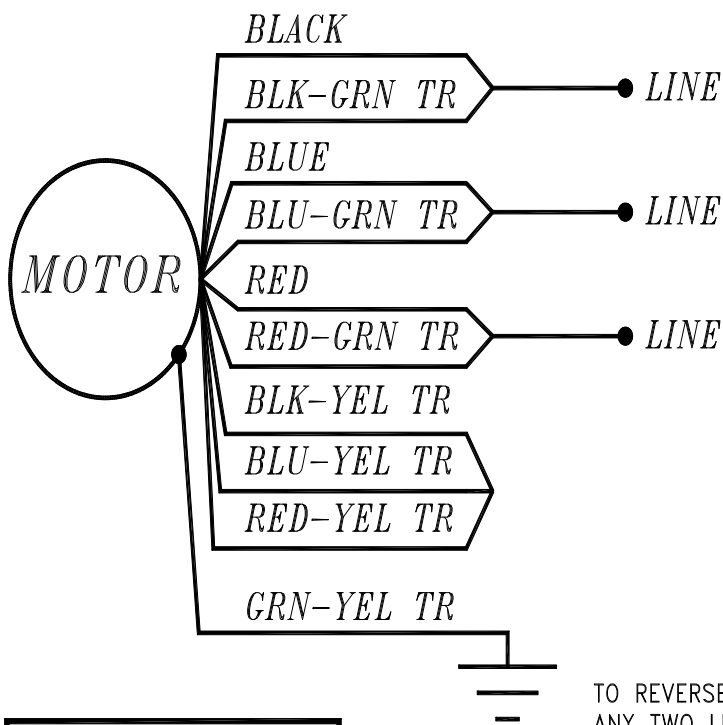 BLACK
BLK-GRN TR
LINE
BLUE
BLU-GRN TR
LINE
MOTOR
RED
RED-GRN TR
LINE
BLK-YEL TR
BLU-YEL TR
RED-YEL TR
GRN-YEL TR
TO REVERSE
ANY TWO